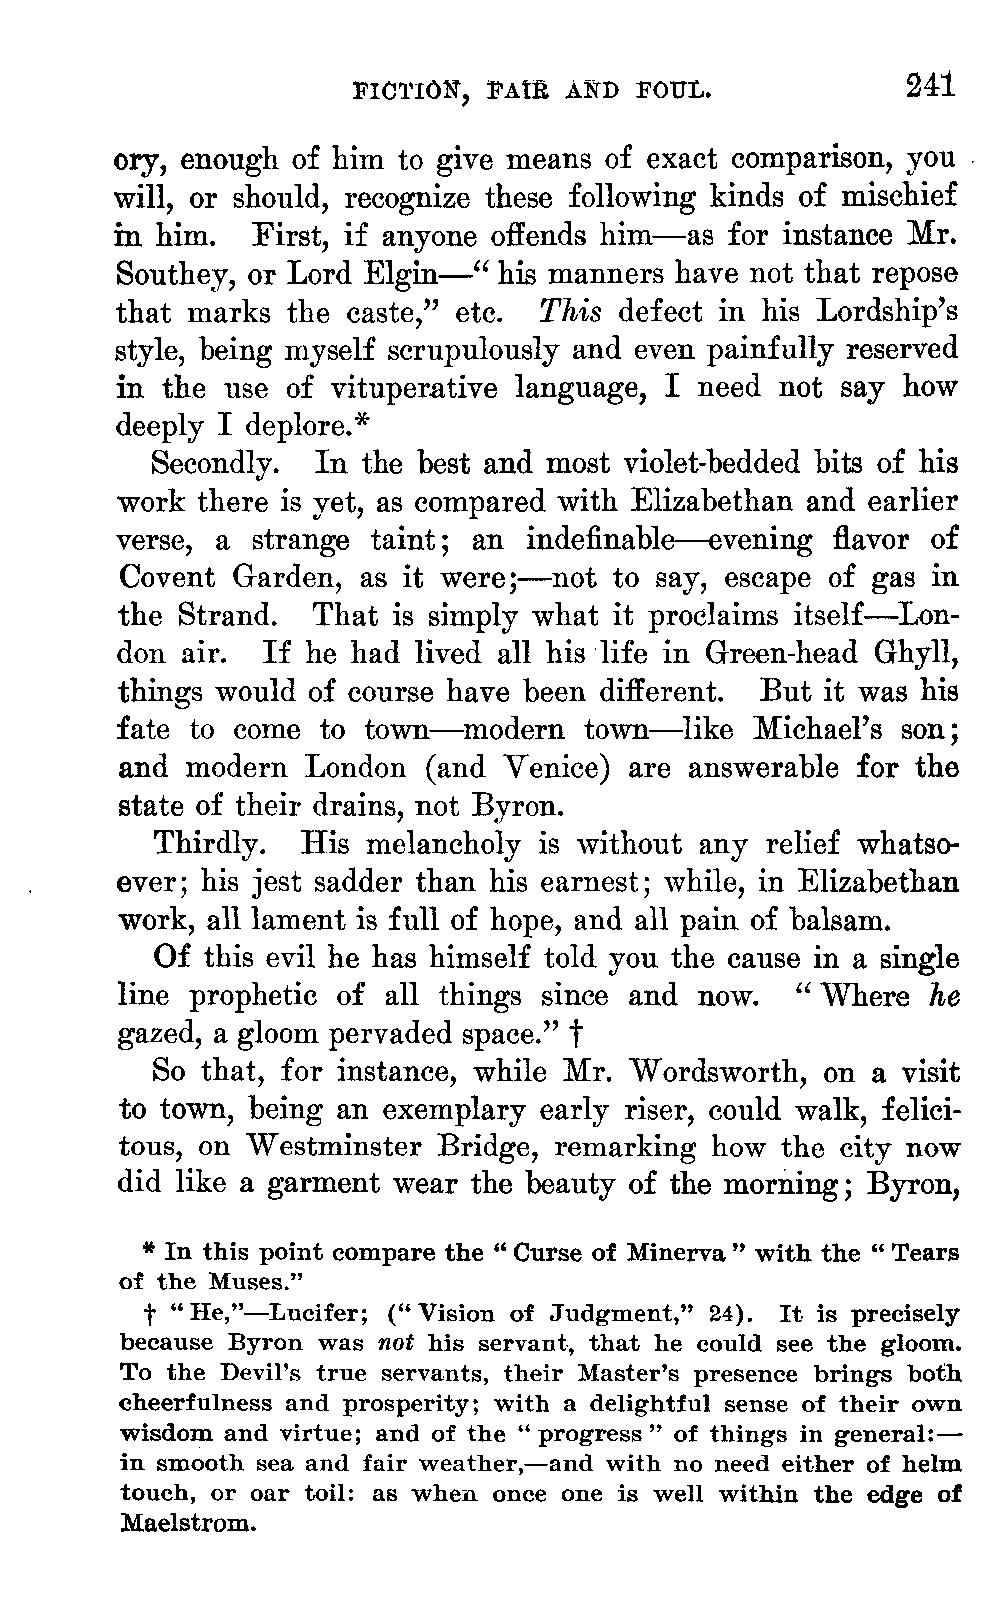 FICTION, FAIR AND FOUL. 241
ory, enough of him to give means of exact comparison, you
will, or should, recognize these following kinds of mischief
in him. First, if anyone offends him—as for instance Mr.
Southey, or Lord Elgin—“ his manners have not that repose
that marks the caste,” etc. This defect in his Lordship’s
style, being myself scrupulously and even painfully reserved
in the use of vituperative language, I need not say how
deeply I deplore.*
Secondly. In the best and most violet-bedded bits of his
work there is yet, as compared with Elizabethan and earlier
verse, a strange taint; an indefinable—evening flavor of
Covent Garden, as it were;—not to say, escape of gas in
the Strand. That is simply what it proclaims itself—Lon-
don air. If he had lived all his life in Green-head Ghyll,
things would of course have been different. But it was his
fate to come to town—modern town—like Michael’s son;
and modern London (and Venice) are answerable for the
state of their drains, not Byron.
Thirdly. His melancholy is without any relief whatso-
ever; his jest sadder than his earnest; while, in Elizabethan
work, all lament is full of hope, and all pain of balsam.
Of this evil he has himself told you the cause in a single
line prophetic of all things since and now. “ Where he
gazed, a gloom pervaded space.” †
So that, for instance, while Mr. Wordsworth, on a visit
to town, being an exemplary early riser, could walk, felici-
tous, on Westminster Bridge, remarking how the city now
did like a garment wear the beauty of the morning; Byron,
* In this point compare the “ Curse of Minerva ” with the “ Tears
of the Muses.”
† “ He,”—Lucifer; (“ Vision of Judgment,” 24). It is precisely
because Byron was not his servant, that he could see the gloom.
To the Devil’s true servants, their Master’s presence brings both
cheerfulness and prosperity; with a delightful sense of their own
wisdom and virtue; and of the “ progress ” of things in general:—
in smooth sea and fair weather,—and with no need either of helm
touch, or oar toil: as when once one is well within the edge of
Maelstrom.